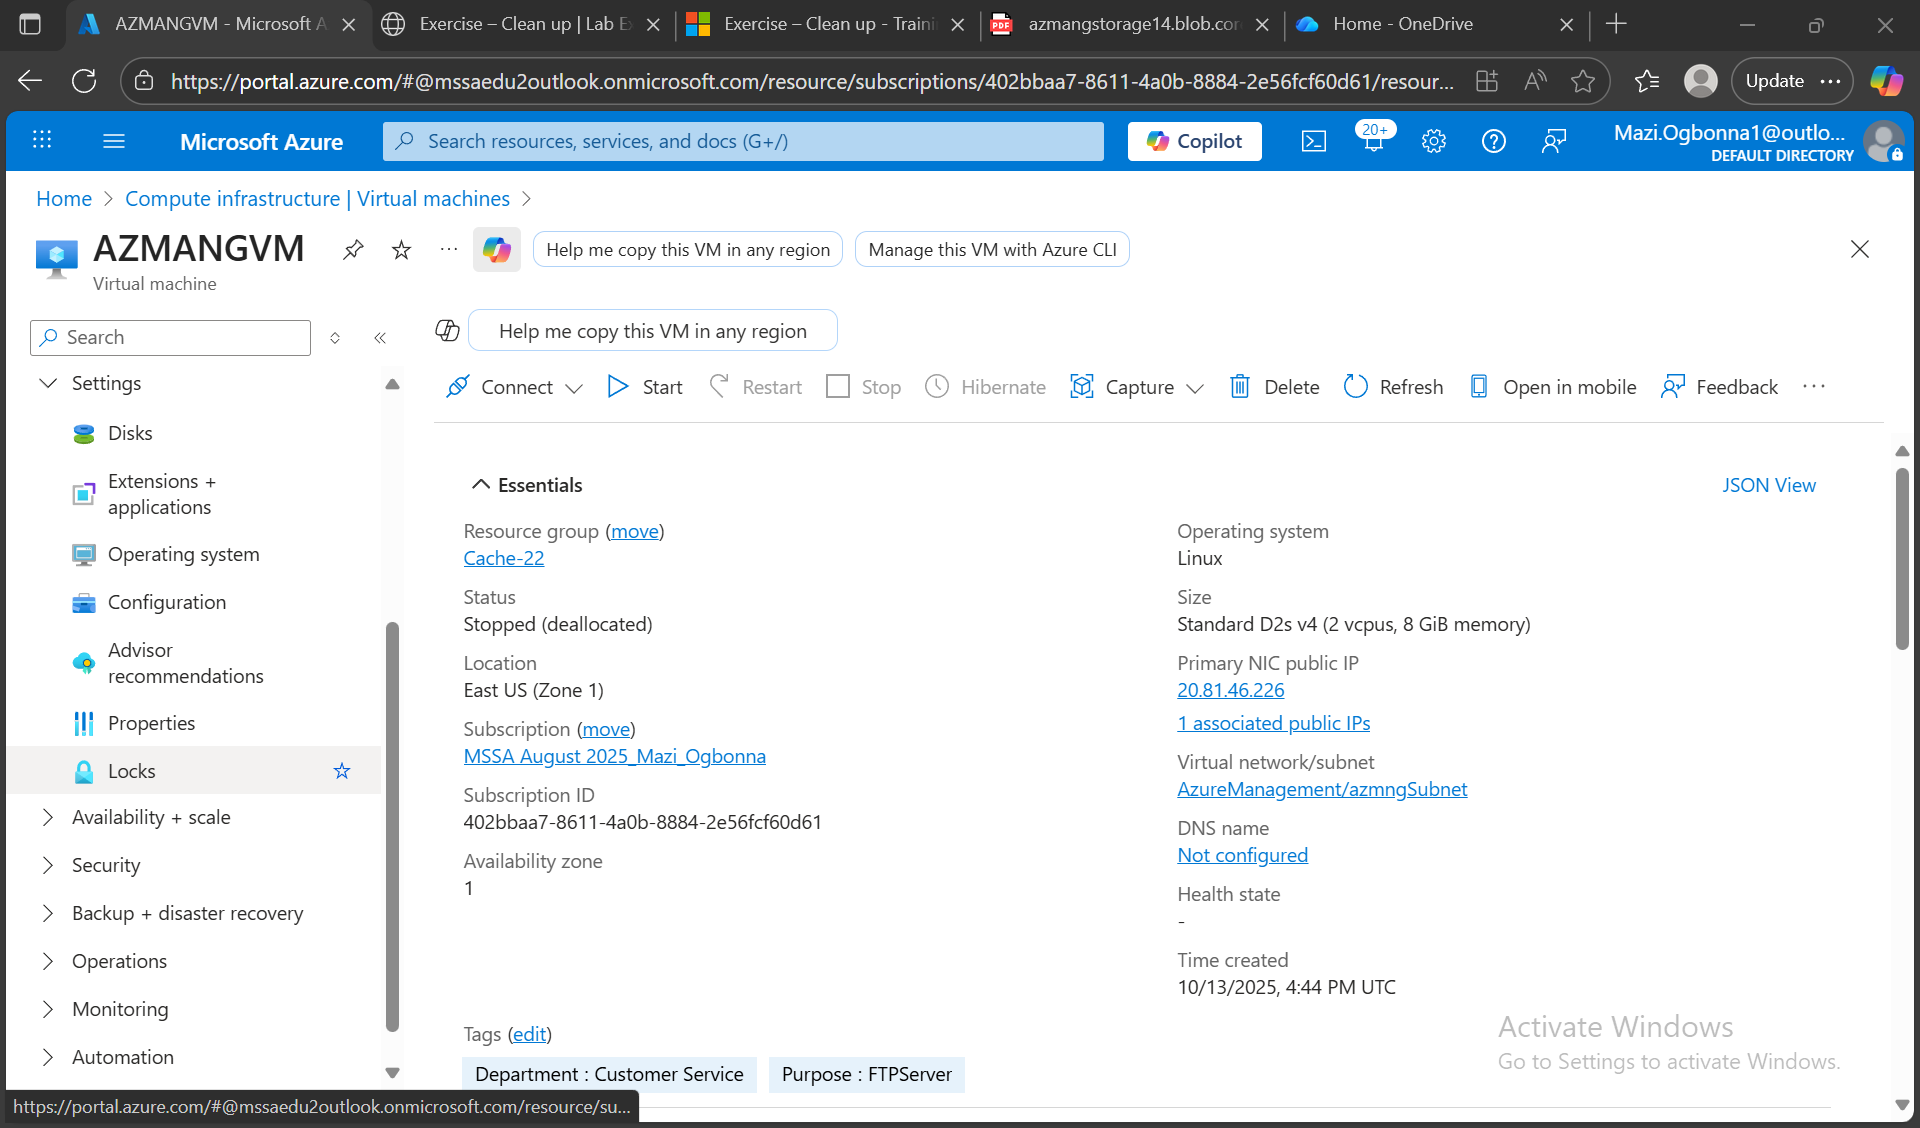 AZMANGVM - Microsoft A
Exercise – Clean up | Lab Ex
Exercise – Clean up - Traini
azmangstorage14.blob.co
Home - OneDrive
https://portal.azure.com/#@mssaedu2outlook.onmicrosoft.com/resource/subscriptions/402bbaa7-8611-4a0b-8884-2e56fcf60d61/resour...
Update
Microsoft Azure
Search resources, services, and docs (G+/)
Copilot
20+
Mazi.Ogbonna1@outlo...
DEFAULT DIRECTORY
Home > Compute infrastructure | Virtual machines >
AZMANGVM
Virtual machine
Help me copy this VM in any region
Manage this VM with Azure CLI
Search
Help me copy this VM in any region
Connect
Start
Restart
Stop
Hibernate
Capture
Delete
Refresh
Open in mobile
Feedback
Settings
Disks
Extensions +
applications
Operating system
Configuration
Advisor
recommendations
Properties
Locks
Availability + scale
Security
Backup + disaster recovery
Operations
Monitoring
Automation
Essentials
JSON View
Resource group (move)
Cache-22
Status
Stopped (deallocated)
Location
East US (Zone 1)
Subscription (move)
MSSA August 2025_Mazi_Ogbonna
Subscription ID
402bbaa7-8611-4a0b-8884-2e56fcf60d61
Availability zone
1
Operating system
Linux
Size
Standard D2s v4 (2 vcpus, 8 GiB memory)
Primary NIC public IP
20.81.46.226
1 associated public IPs
Virtual network/subnet
AzureManagement/azmngSubnet
DNS name
Not configured
Health state
-
Time created
10/13/2025, 4:44 PM UTC
Tags (edit)
Department : Customer Service
Purpose : FTPServer
Activate Windows
Go to Settings to activate Windows.
https://portal.azure.com/#@mssaedu2outlook.onmicrosoft.com/resource/su...